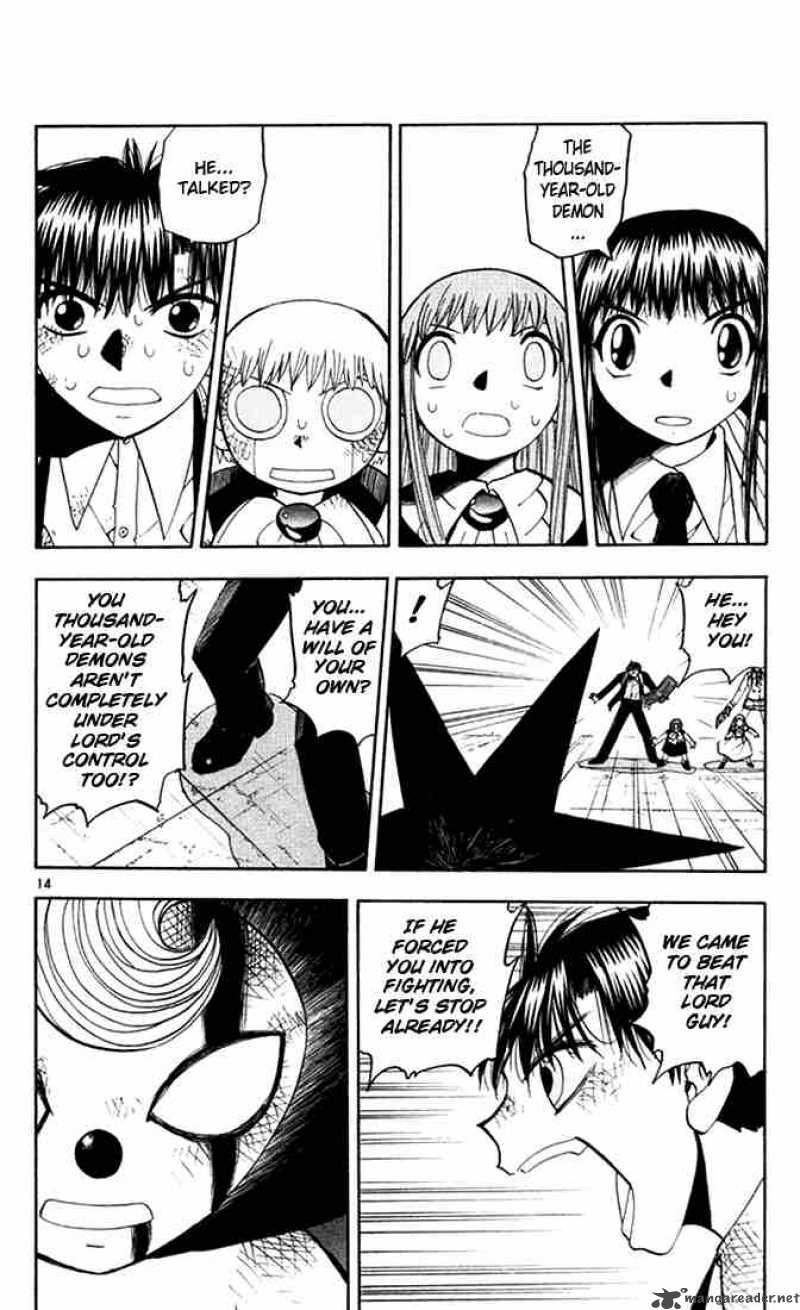 THE
THOUSAND-
YEAR-OLD
DEMON
...
HE...
TALKED?
HE...
HEY
YOU!
!
YOU...
HAVE A
WILL OF
YOUR
OWN?
YOU
THOUSAND-
YEAR-OLD
DEMONS
AREN'T
COMPLETELY
UNDER
LORD'S
CONTROL
TOO!?
14
WE CAME
TO BEAT
THAT
LORD
GUY!
IF HE
FORCED
YOU INTO
FIGHTING,
LET'S STOP
ALREADY!!
mangareader.net